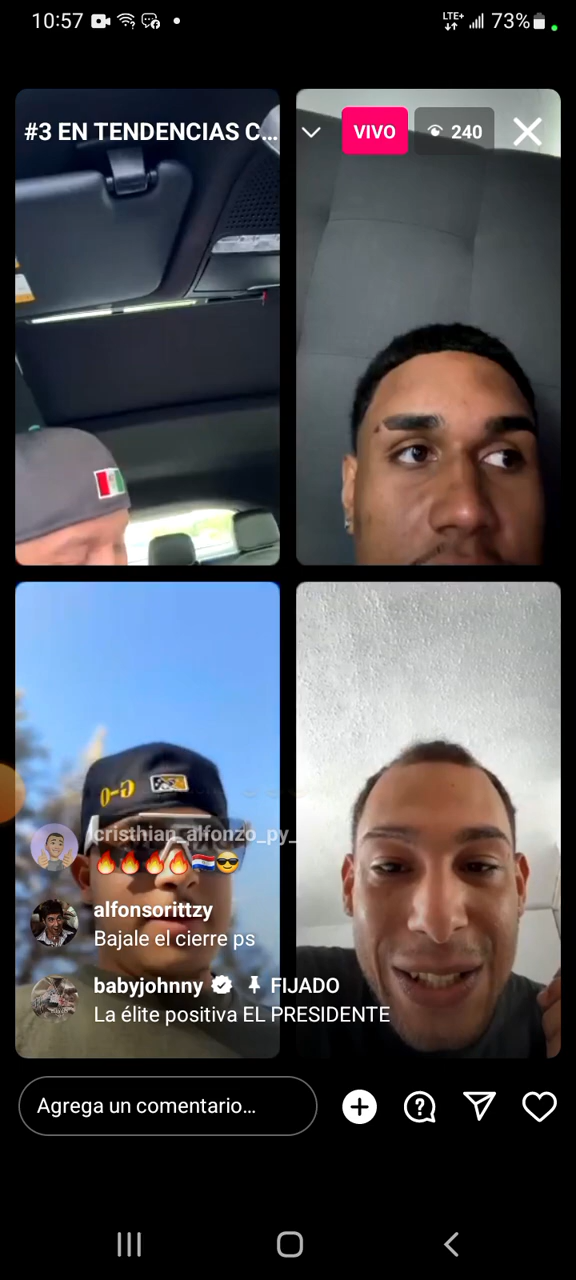 10:57
LTE+
73%
#3 EN TENDENCIAS C...
VIVO
240
cristhian_alfonzo_py_
🔥🔥🔥🔥🇵🇾😎
alfonsorittzy
Bajale el cierre ps
babyjohnny FIJADO
La élite positiva EL PRESIDENTE
Agrega un comentario...